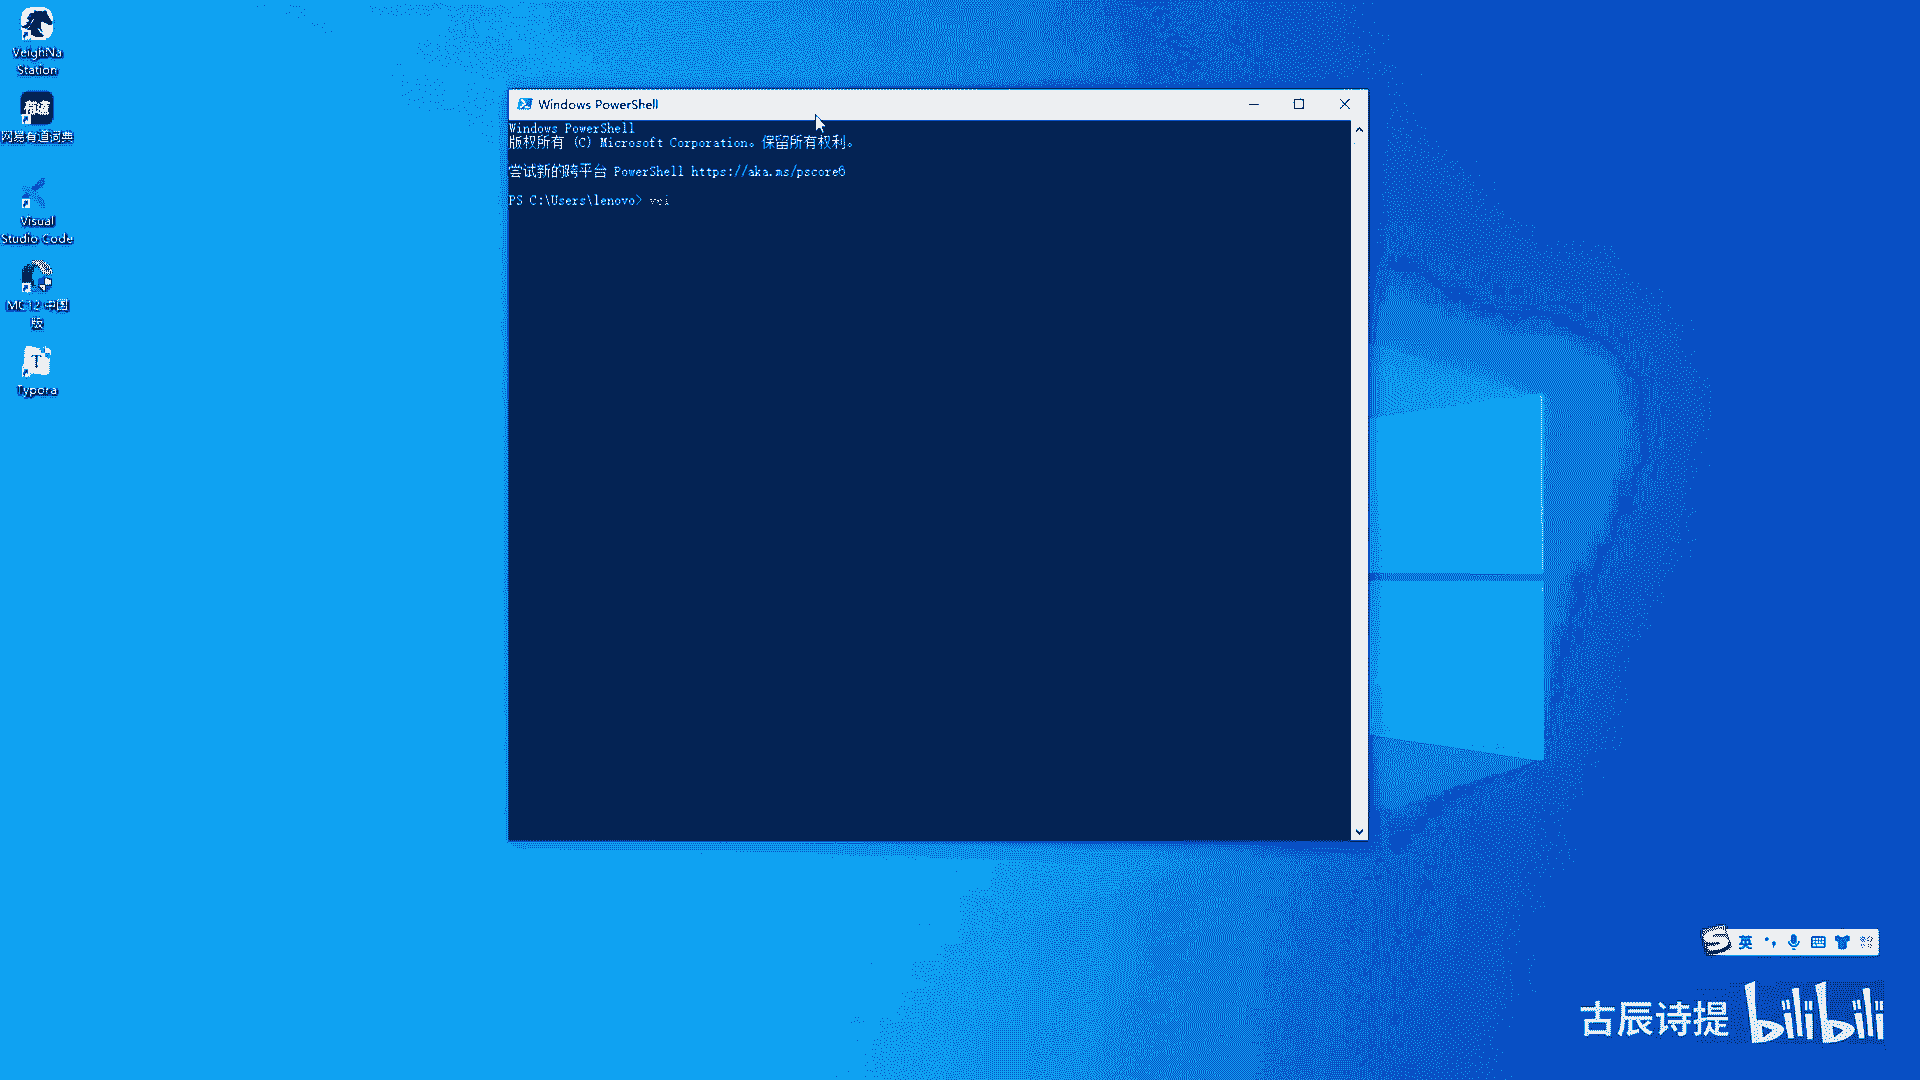 VeighNa
Station
有道
网易有道词典
Visual
Studio Code
MC12 中国
版
T
Typora
Windows PowerShell
Windows PowerShell
版权所有 (C) Microsoft Corporation。保留所有权利。
尝试新的跨平台 PowerShell https://aka.ms/pscore6
PS C:\Users\lenovo> vei
英
古辰诗提 bilibili